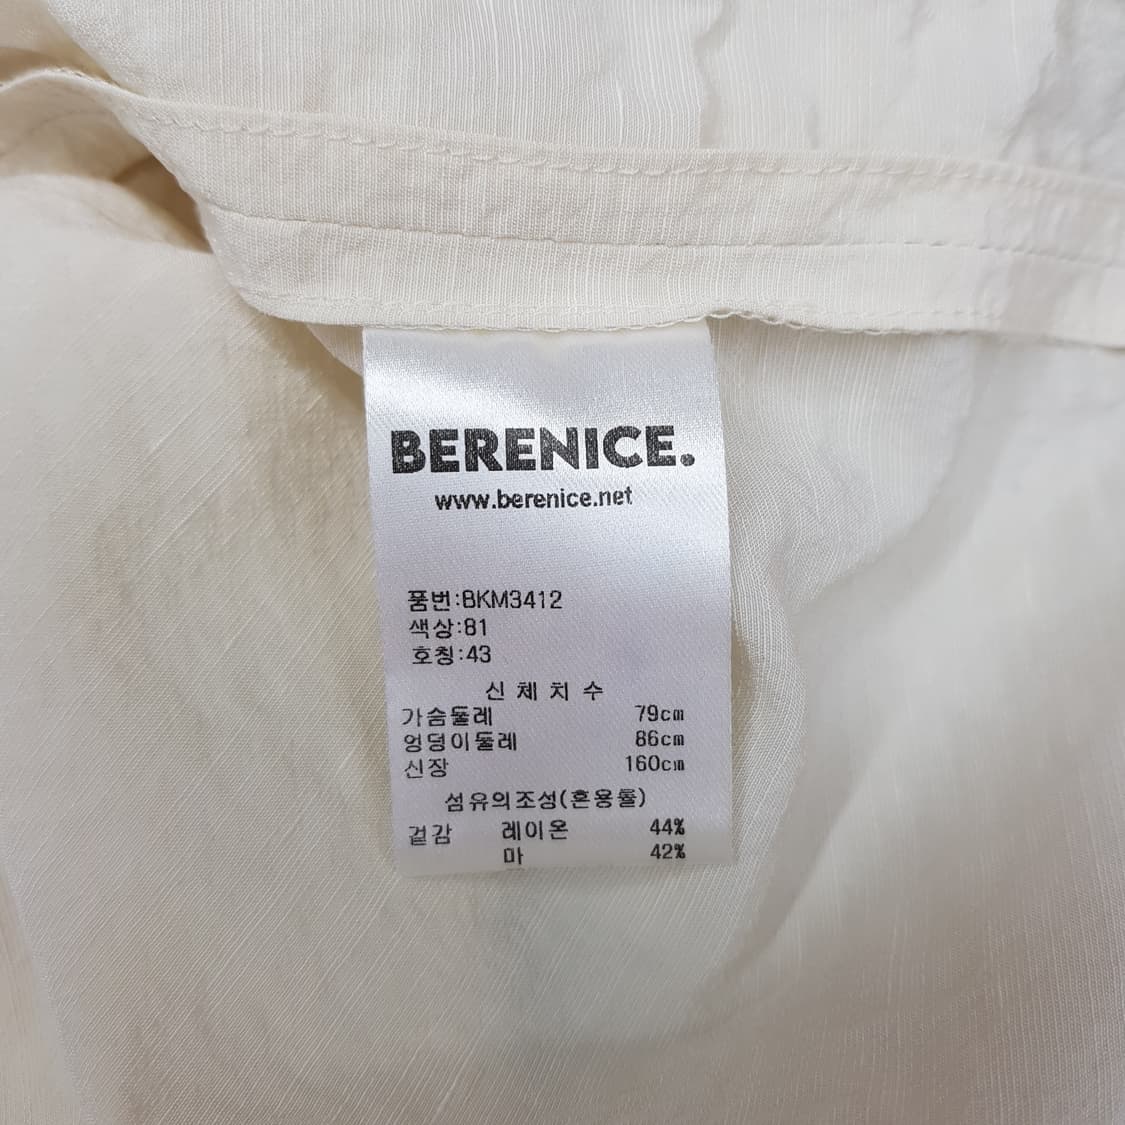 BERENICE.
www.berenice.net
품번:BKM3412
색상:81
호칭:43
신 체 치 수
가슴둘레 79cm
엉덩이둘레 86cm
신장 160cm
섬유의조성(혼용률)
겉감 레이온 44%
마 42%